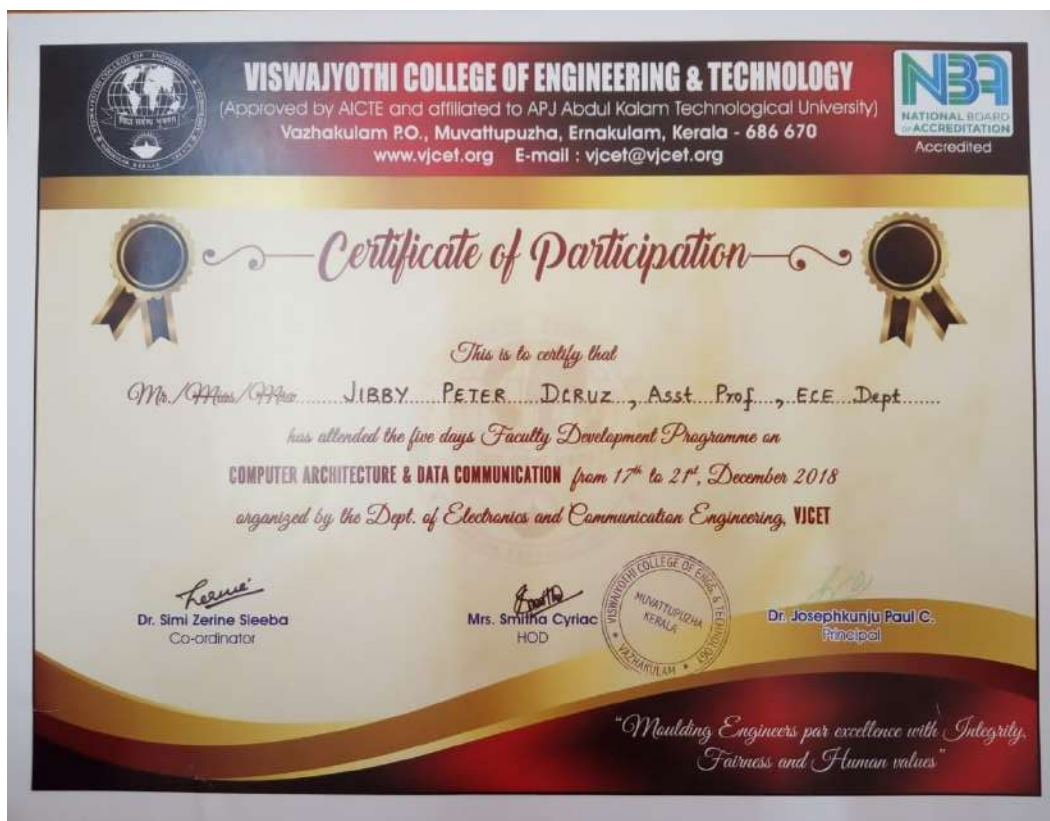 VISWAJYOTHI COLLEGE OF ENGINEERING & TECHNOLOGY
(Approved by AICTE and affiliated to APJ Abdul Kalam Technological University)
Vazhakulam P.O., Muvattupuzha, Ernakulam, Kerala - 686 670
www.vjcet.org E-mail : vjcet@vjcet.org
NBA
NATIONAL BOARD
OF ACCREDITATION
Accredited
Certificate of Participation
This is to certify that
Mr./Miss/Mrs JIBBY PETER DCRUZ, Asst Prof, ECE Dept
has attended the five days Faculty Development Programme on
COMPUTER ARCHITECTURE & DATA COMMUNICATION from 17th to 21st, December 2018
organized by the Dept. of Electronics and Communication Engineering, VJCET
Dr. Simi Zerine Sleeba
Co-ordinator
Mrs. Smitha Cyriac
HOD
VISWAJYOTHI COLLEGE OF ENGG. & TECHNOLOGY
MUVATTUPUZHA
KERALA
VAZHAKULAM
Dr. Josephkunju Paul C.
Principal
"Moulding Engineers par excellence with Integrity,
Fairness and Human values"